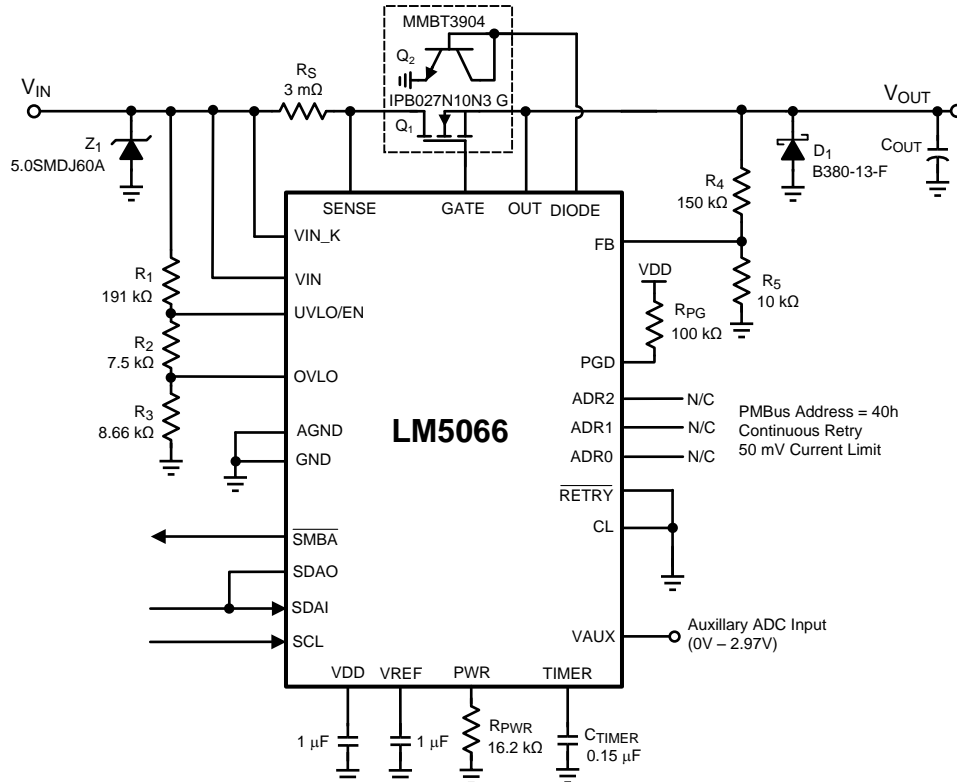 MMBT3904
Q2
RS
3 mΩ
IPB027N10N3 G
Q1
VIN
VOUT
Z1
5.0SMDJ60A
D1
B380-13-F
COUT
R4
150 kΩ
SENSE
GATE
OUT
DIODE
VIN_K
FB
VIN
VDD
R1
191 kΩ
R5
10 kΩ
RPG
100 kΩ
UVLO/EN
R2
7.5 kΩ
PGD
OVLO
R3
8.66 kΩ
ADR2
N/C
ADR1
N/C
ADR0
N/C
PMBus Address = 40h
Continuous Retry
50 mV Current Limit
AGND
GND
LM5066
RETRY
CL
SMBA
SDAO
SDAI
SCL
VAUX
Auxillary ADC Input
(0V – 2.97V)
VDD
VREF
PWR
TIMER
1 µF
1 µF
RPWR
16.2 kΩ
CTIMER
0.15 µF